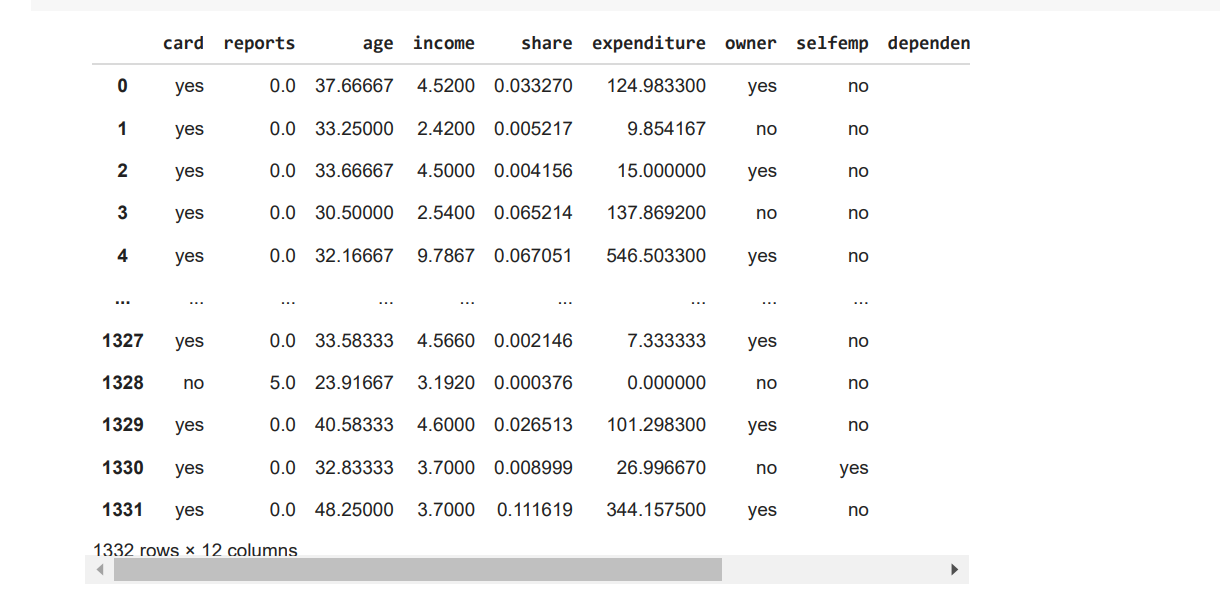 card reports age income share expenditure owner selfemp dependen
0 yes 0.0 37.66667 4.5200 0.033270 124.983300 yes no
1 yes 0.0 33.25000 2.4200 0.005217 9.854167 no no
2 yes 0.0 33.66667 4.5000 0.004156 15.000000 yes no
3 yes 0.0 30.50000 2.5400 0.065214 137.869200 no no
4 yes 0.0 32.16667 9.7867 0.067051 546.503300 yes no
... ... ... ... ... ... ... ... ...
1327 yes 0.0 33.58333 4.5660 0.002146 7.333333 yes no
1328 no 5.0 23.91667 3.1920 0.000376 0.000000 no no
1329 yes 0.0 40.58333 4.6000 0.026513 101.298300 yes no
1330 yes 0.0 32.83333 3.7000 0.008999 26.996670 no yes
1331 yes 0.0 48.25000 3.7000 0.111619 344.157500 yes no
1332 rows × 12 columns